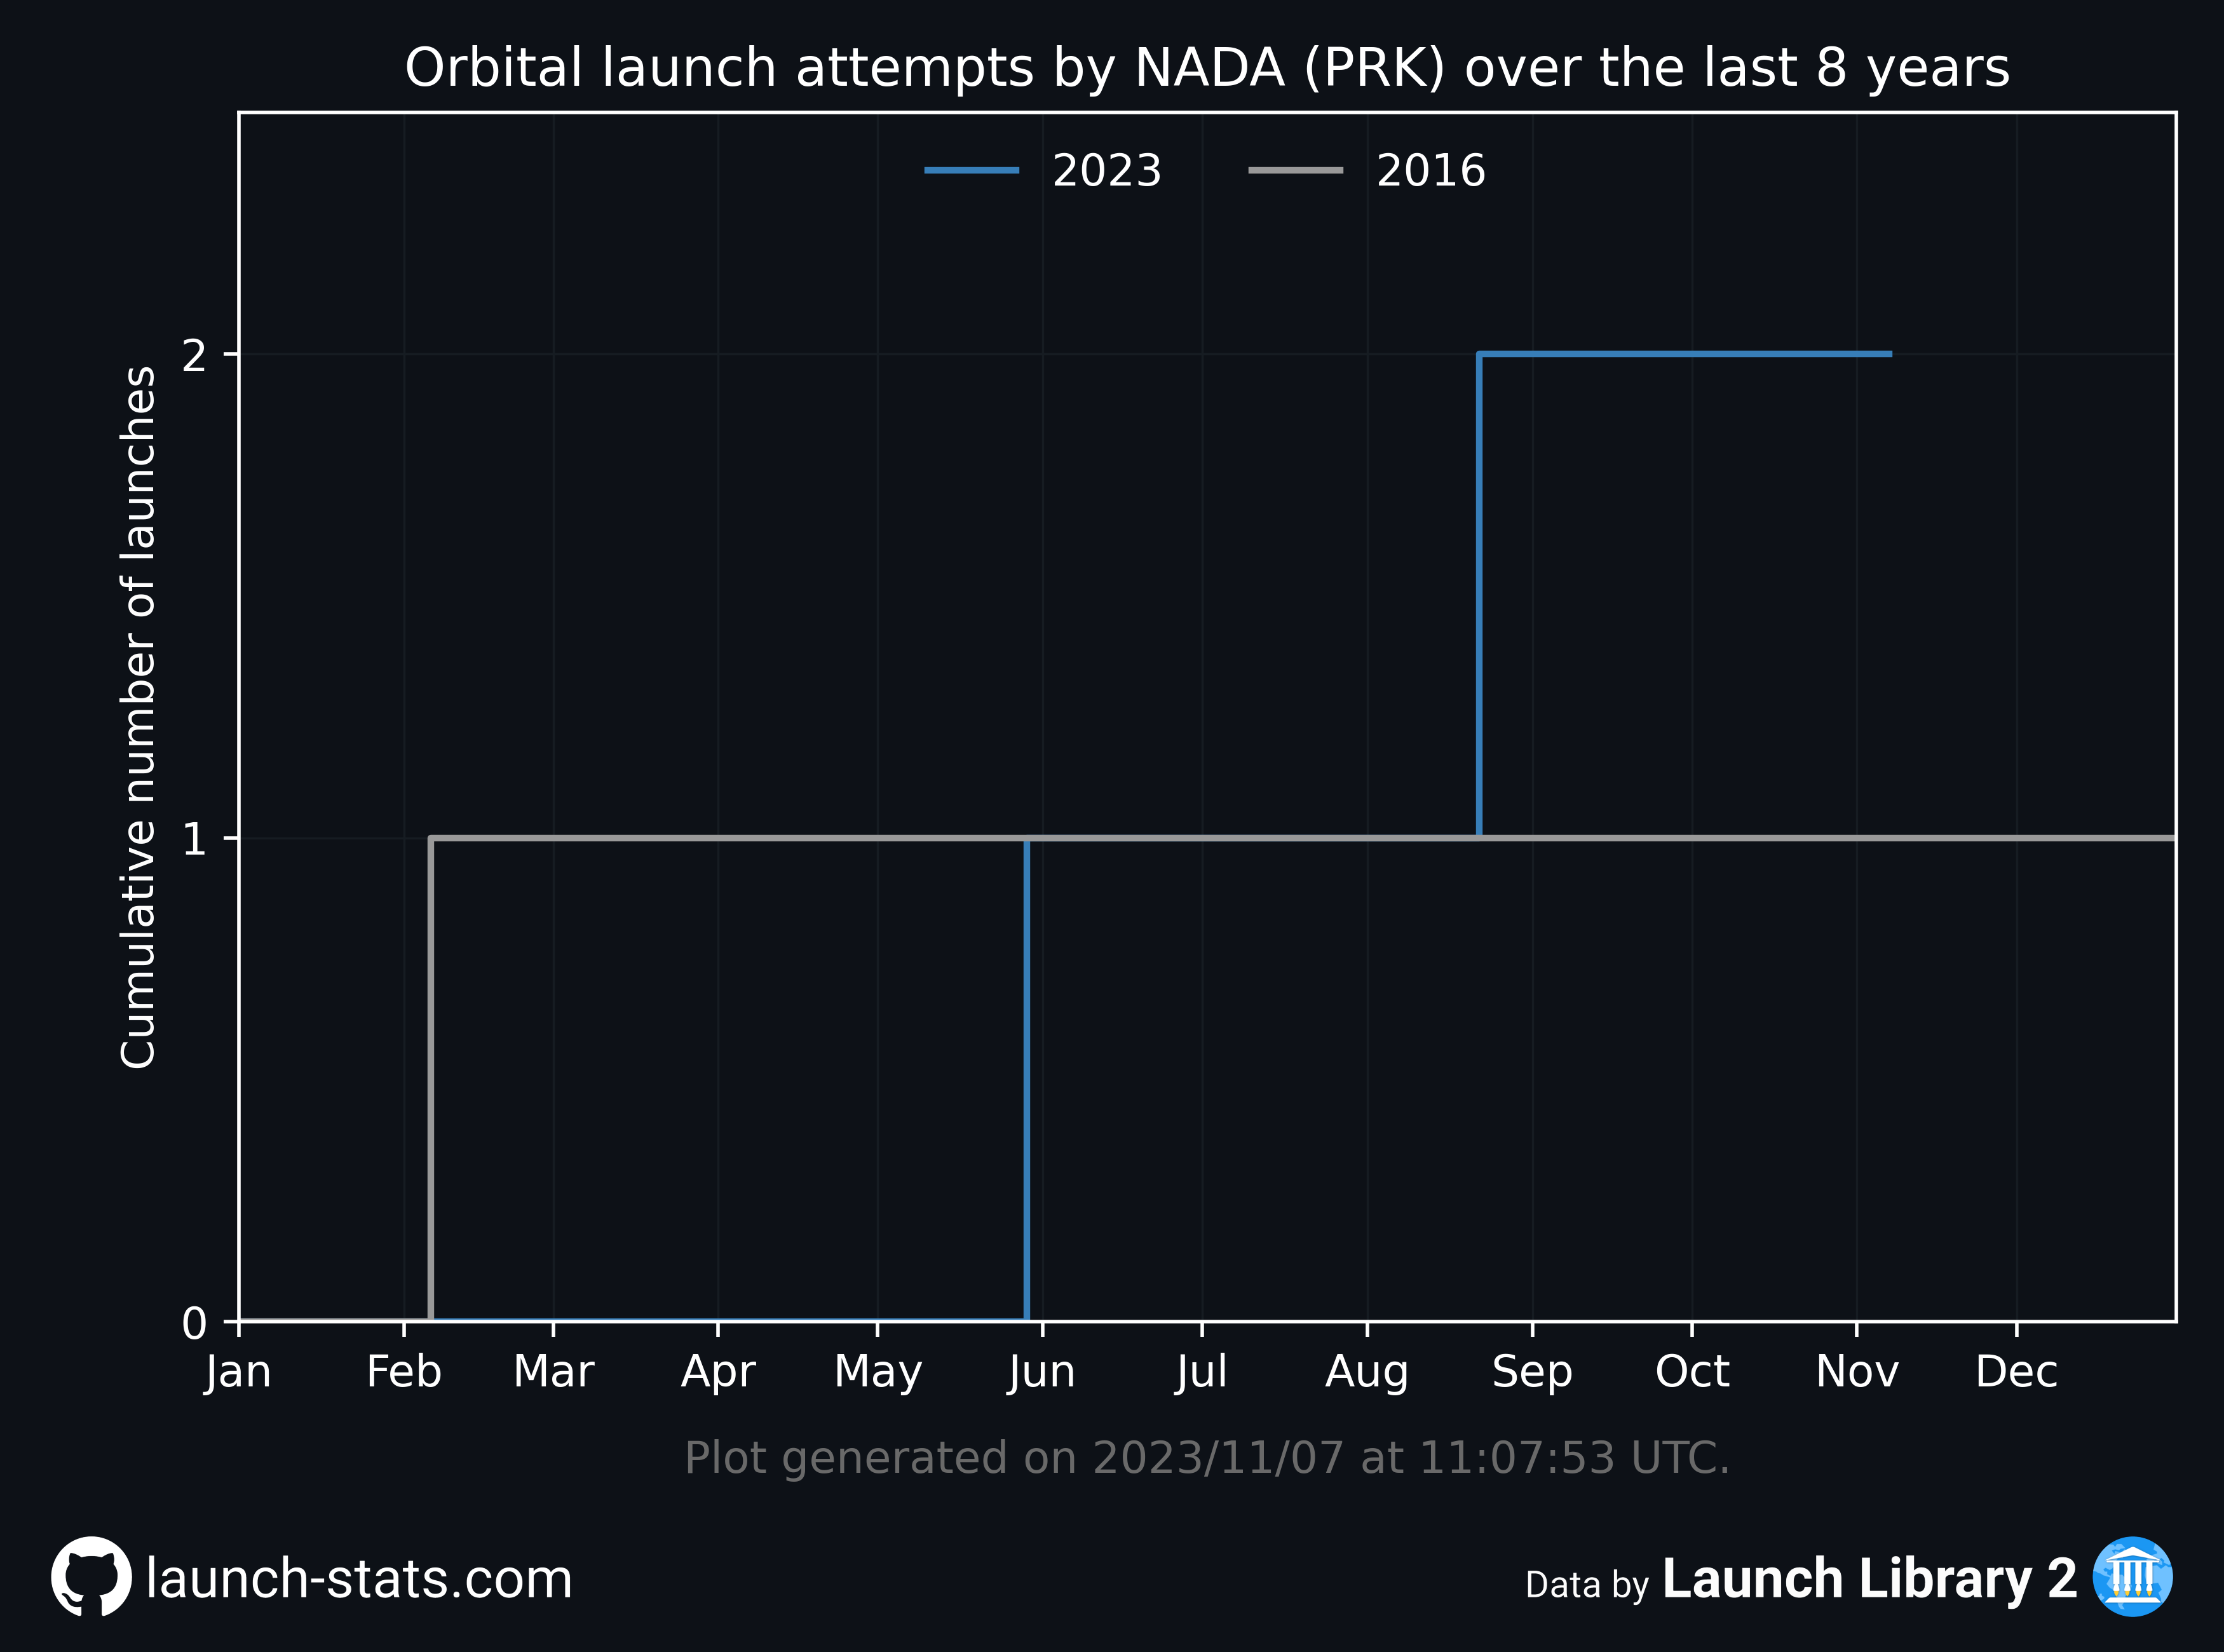 Orbital launch attempts by NADA (PRK) over the last 8 years
2023 2016
Cumulative number of launches
2
1
0
Jan Feb Mar Apr May Jun Jul Aug Sep Oct Nov Dec
Plot generated on 2023/11/07 at 11:07:53 UTC.
launch-stats.com
Data by Launch Library 2